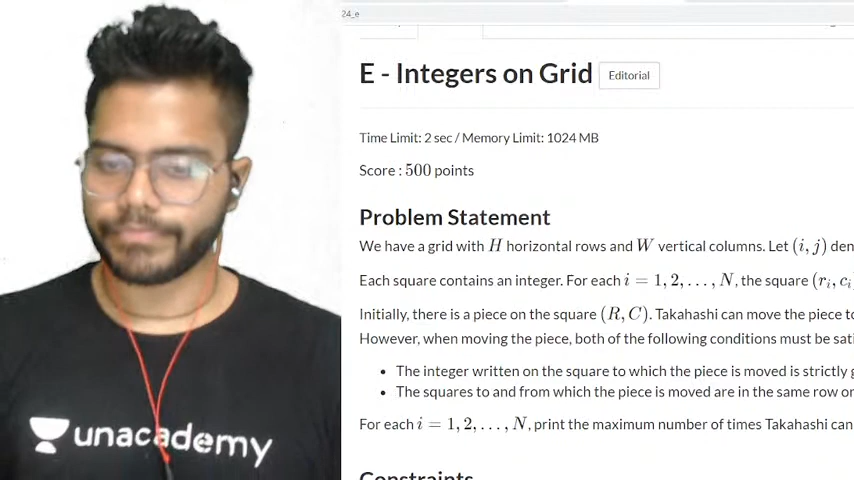 24_e
E - Integers on Grid
Editorial
Time Limit: 2 sec / Memory Limit: 1024 MB
Score : 500 points
Problem Statement
We have a grid with H horizontal rows and W vertical columns. Let (i, j)
Each square contains an integer. For each i = 1, 2, . . . , N, the square (r_i, c_i
Initially, there is a piece on the square (R, C). Takahashi can move the piece
However, when moving the piece, both of the following conditions must be
• The integer written on the square to which the piece is moved is strictly
• The squares to and from which the piece is moved are in the same row or
For each i = 1, 2, . . . , N, print the maximum number of times Takahashi can
Constraints
unacademy